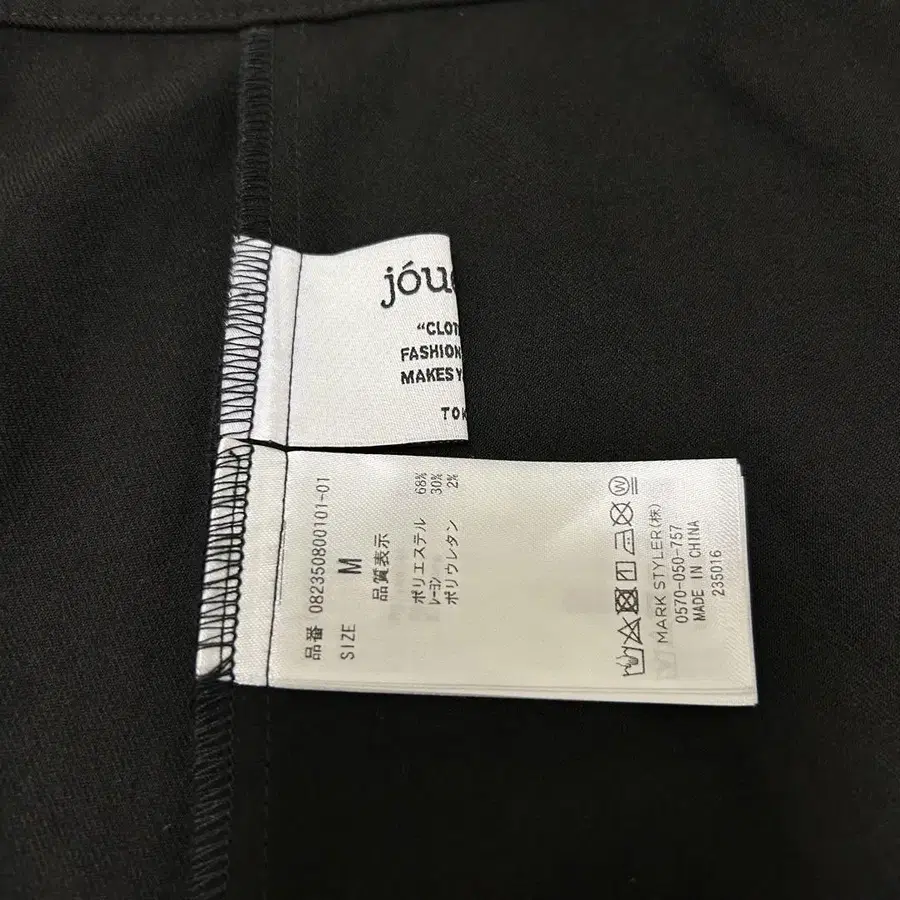 jóu
"CLOT
FASHION
MAKES Y
TOK
品番 082350800101-01
SIZE M
品質表示
ポリエステル 68%
レーヨン 30%
ポリウレタン 2%
MARK STYLER(株)
0570-050-757
MADE IN CHINA
235016